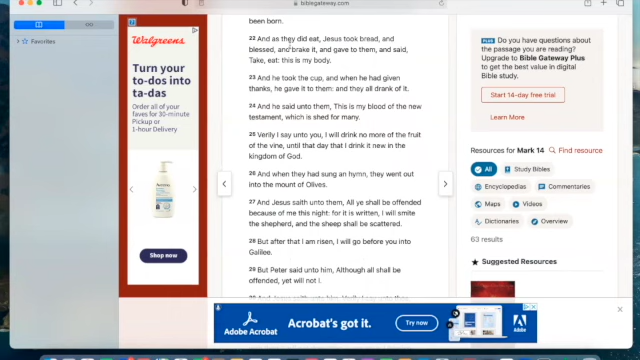 biblegateway.com
Favorites
Walgreens
Turn your
to-dos into
ta-das
Order all of your
faves for 30-minute
Pickup or
1-hour Delivery
Aveeno
Shop now
been born.
22 And as they did eat, Jesus took bread, and
blessed, and brake it, and gave to them, and said,
Take, eat: this is my body.
23 And he took the cup, and when he had given
thanks, he gave it to them: and they all drank of it.
24 And he said unto them, This is my blood of the new
testament, which is shed for many.
25 Verily I say unto you, I will drink no more of the fruit
of the vine, until that day that I drink it new in the
kingdom of God.
26 And when they had sung an hymn, they went out
into the mount of Olives.
27 And Jesus saith unto them, All ye shall be offended
because of me this night: for it is written, I will smite
the shepherd, and the sheep shall be scattered.
28 But after that I am risen, I will go before you into
Galilee.
29 But Peter said unto him, Although all shall be
offended, yet will not I.
PLUS Do you have questions about
the passage you are reading?
Upgrade to Bible Gateway Plus
to get the best value in digital
Bible study.
Start 14-day free trial
Learn More
Resources for Mark 14 Find resource
All Study Bibles
Encyclopedias Commentaries
Maps Videos
Dictionaries Overview
63 results
Suggested Resources
Adobe Acrobat Acrobat's got it. Try now Adobe